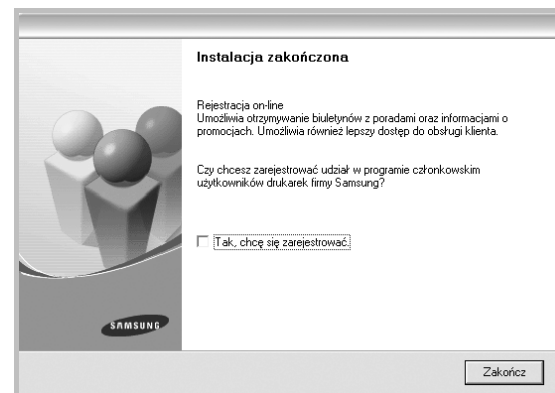 Instalacja zakończona
Rejestracja on-line
Umożliwia otrzymywanie biuletynów z poradami oraz informacjami o
promocjach. Umożliwia również lepszy dostęp do obsługi klienta.
Czy chcesz zarejestrować udział w programie członkowskim
użytkowników drukarek firmy Samsung?
Tak, chcę się zarejestrować.
SAMSUNG
Zakończ